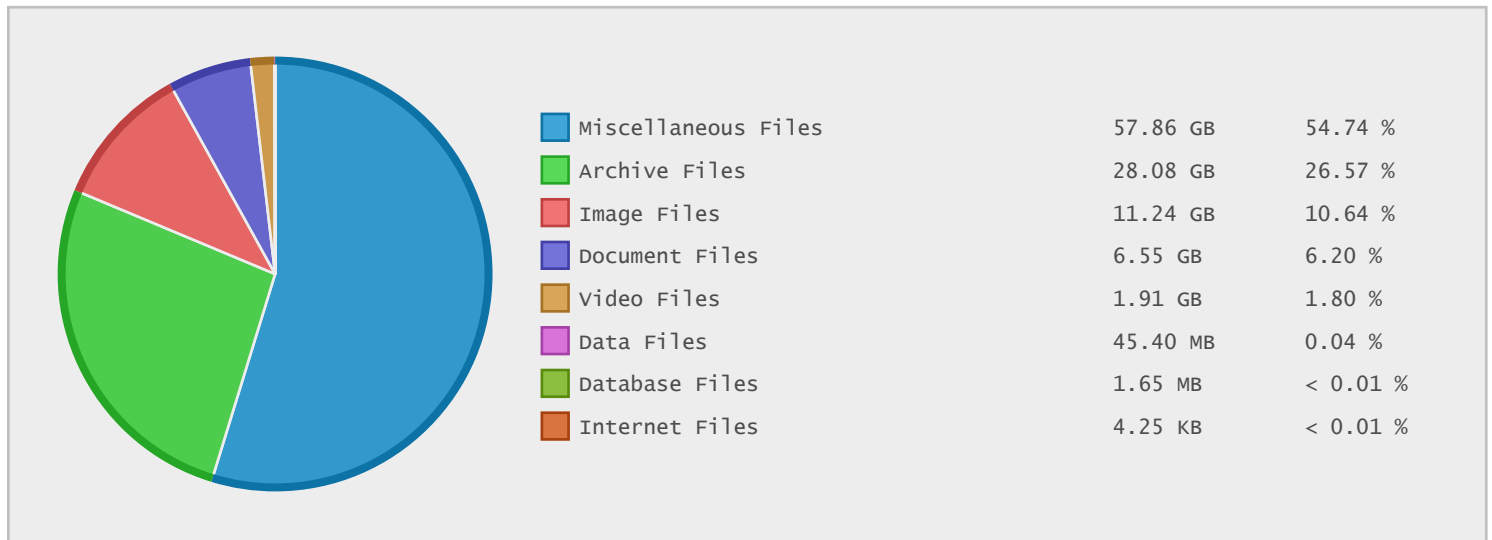 Miscellaneous Files 57.86 GB 54.74 %
Archive Files 28.08 GB 26.57 %
Image Files 11.24 GB 10.64 %
Document Files 6.55 GB 6.20 %
Video Files 1.91 GB 1.80 %
Data Files 45.40 MB 0.04 %
Database Files 1.65 MB < 0.01 %
Internet Files 4.25 KB < 0.01 %